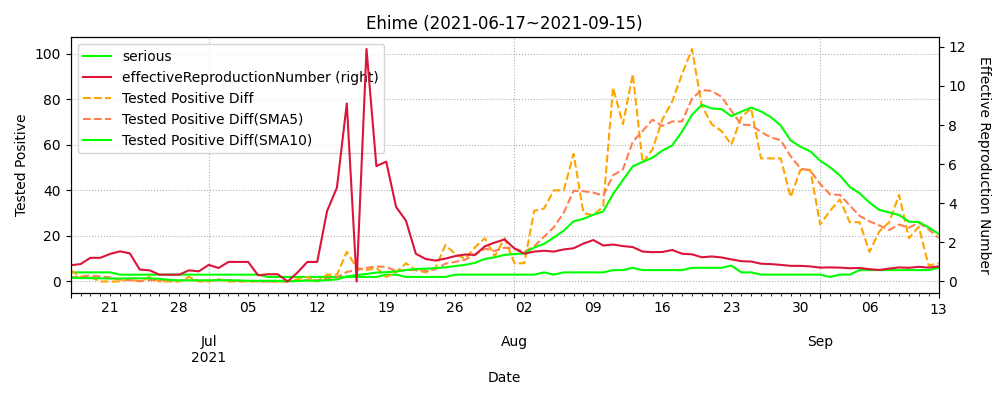 Ehime (2021-06-17~2021-09-15)
serious
effectiveReproductionNumber (right)
Tested Positive Diff
Tested Positive Diff(SMA5)
Tested Positive Diff(SMA10)
Tested Positive
100
80
60
40
20
0
12
10
8
6
4
2
0
Effective Reproduction Number
21 28 05 12 19 26 02 09 16 23 30 06 13
Jul Aug Sep
2021
Date